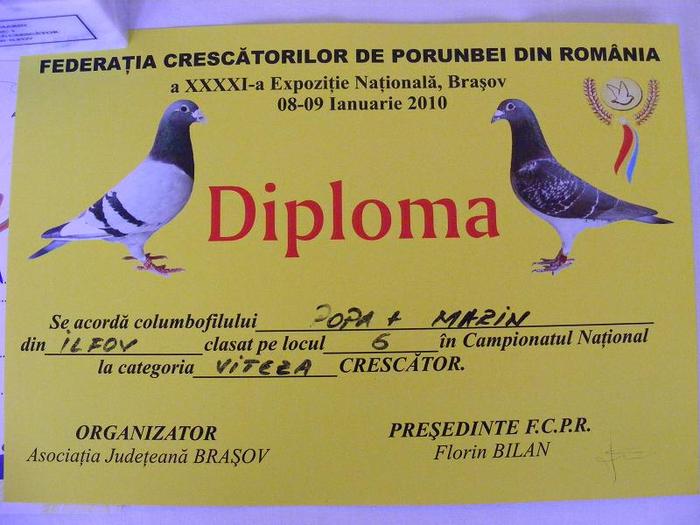 CRESCĂTOR
FEDERAȚIA CRESCĂTORILOR DE PORUNBEI DIN ROMÂNIA
a XXXXI-a Expoziție Națională, Brașov
08-09 Ianuarie 2010
Diploma
Se acordă columbofilului POPA + MARIN
din ILFOV clasat pe locul 6 în Campionatul Național
la categoria VITEZA CRESCĂTOR.
ORGANIZATOR PREȘEDINTE F.C.P.R.
Asociația Județeană BRAȘOV Florin BILAN